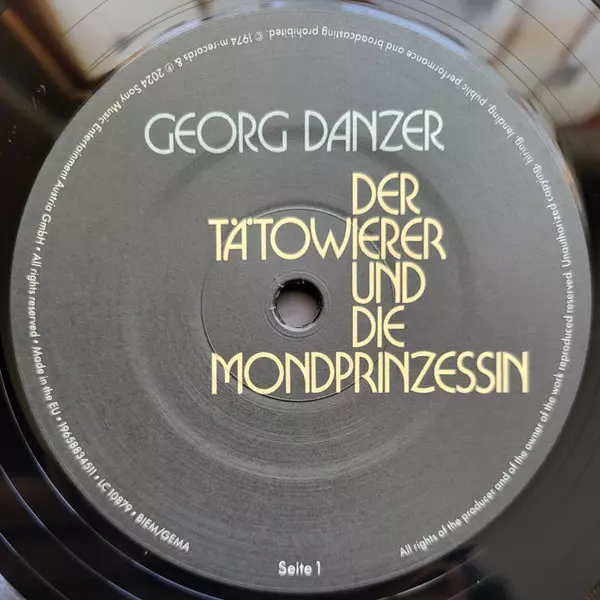 GEORG DANZER
DER
TÄTOWIERER
UND
DIE
MONDPRINZESSIN
Seite 1
All rights of the producer and of the owner of the work reproduced reserved. Unauthorized copying, hiring, lending, public performance and broadcasting prohibited. © 1974 m-records & ℗ 2024 Sony Music Entertainment Austria GmbH • All rights reserved • Made in the EU • 19658834511 • LC 10879 • BIEM/GEMA